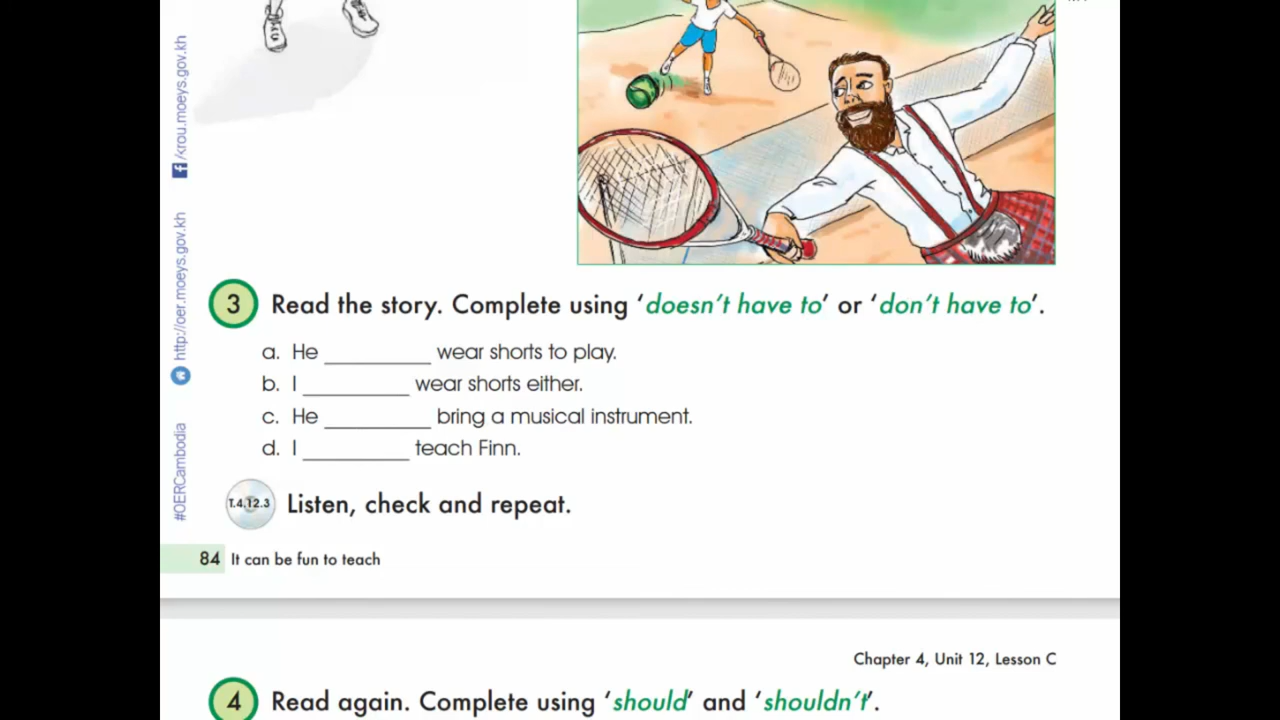 f/krou.moeys.gov.kh
http://oer.moeys.gov.kh
#OERCambodia
3 Read the story. Complete using ‘doesn’t have to’ or ‘don’t have to’.
a. He __________ wear shorts to play.
b. I __________ wear shorts either.
c. He __________ bring a musical instrument.
d. I __________ teach Finn.
T.4.12.3 Listen, check and repeat.
84 It can be fun to teach
Chapter 4, Unit 12, Lesson C
4 Read again. Complete using ‘should’ and ‘shouldn’t’.